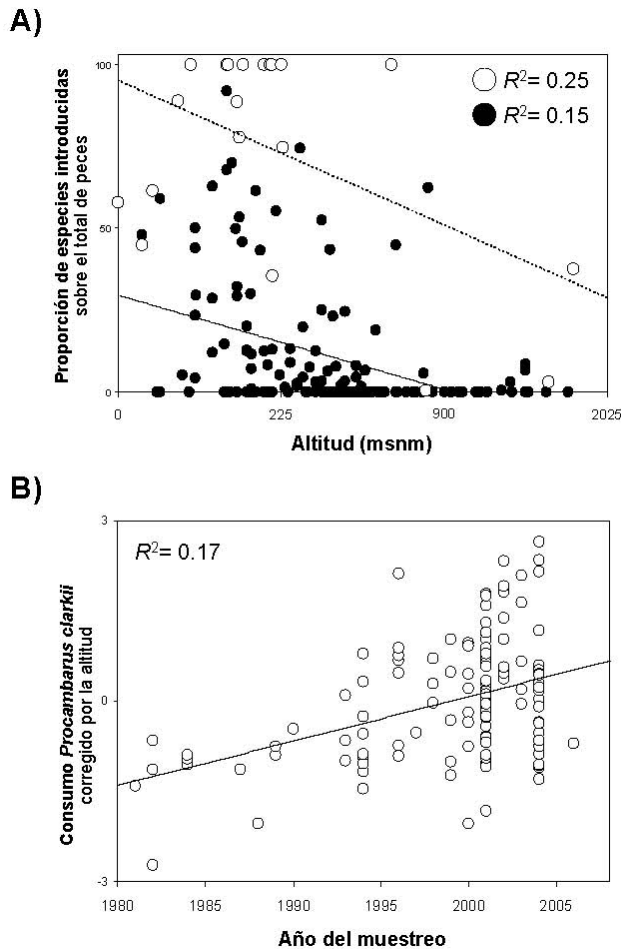 A)
Proporción de especies introducidas
sobre el total de peces
100
50
0
R²= 0.25
R²= 0.15
0 225 900 2025
Altitud (msnm)
B)
Consumo Procambarus clarkii
corregido por la altitud
3
0
-3
R²= 0.17
1980 1985 1990 1995 2000 2005
Año del muestreo